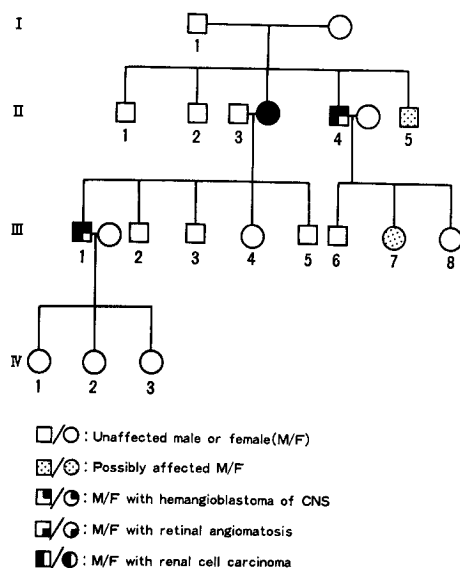 I
1
II
1 2 3 4 5
III
1 2 3 4 5 6 7 8
IV
1 2 3
: Unaffected male or female(M/F)
: Possibly affected M/F
: M/F with hemangioblastoma of CNS
: M/F with retinal angiomatosis
: M/F with renal cell carcinoma